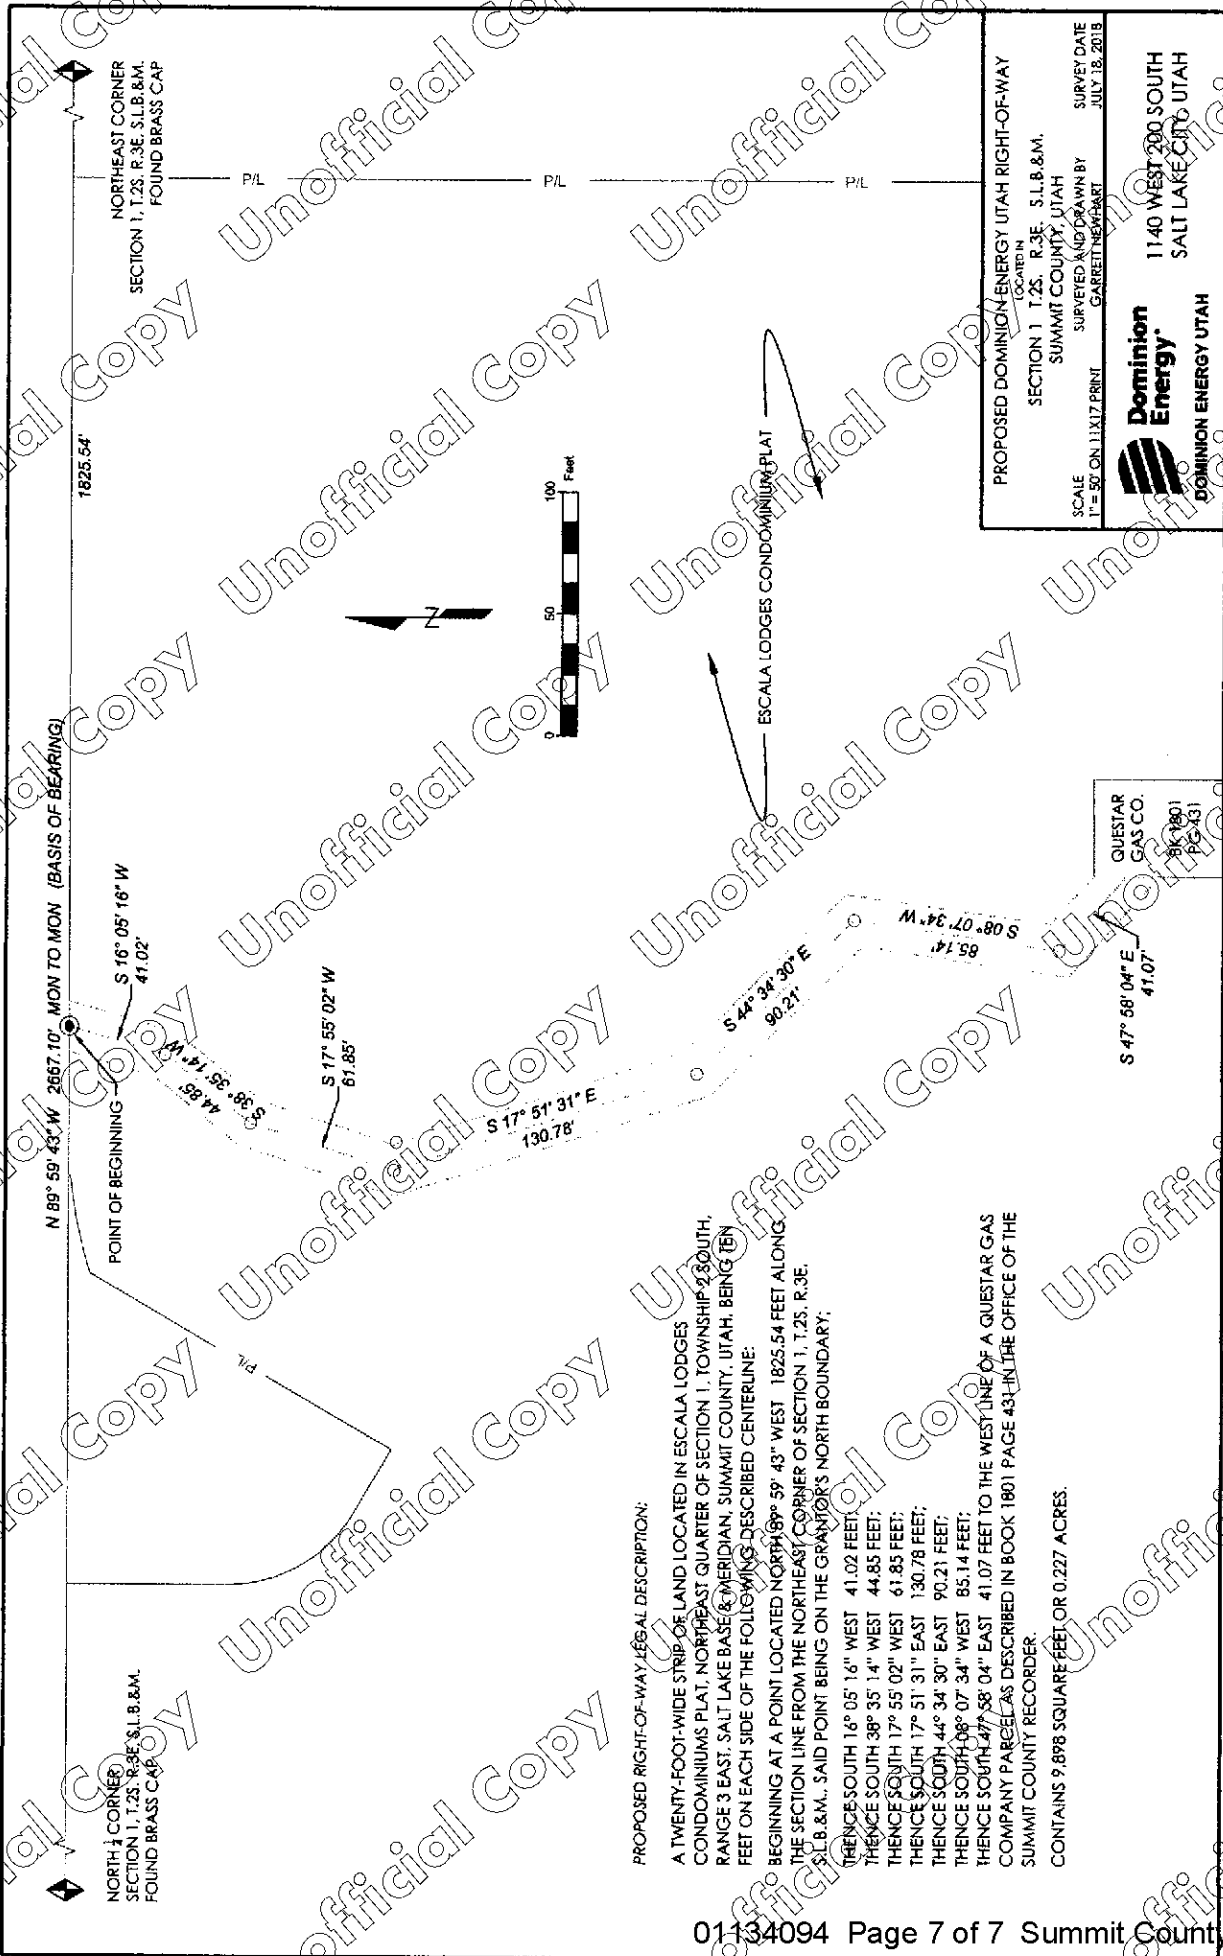 N 89° 59' 43" W  2667.10'  MON TO MON  (BASIS OF BEARING)
1825.54'
NORTH ¼ CORNER
SECTION 1, T.2S. R.3E, S.L.B.&M.
FOUND BRASS CAP
NORTHEAST CORNER
SECTION 1, T.2S. R.3E, S.L.B.&M.
FOUND BRASS CAP
POINT OF BEGINNING
S 16° 05' 16" W
41.02'
S 38° 35' 14" W
44.85'
S 17° 55' 02" W
61.85'
S 17° 51' 31" E
130.78'
S 44° 34' 30" E
90.21'
S 08° 07' 34" W
85.14'
S 47° 58' 04" E
41.07'
P/L
P/L
P/L
P/L
N
0 50 100
Feet
ESCALA LODGES CONDOMINIUM PLAT
QUESTAR
GAS CO.
BK 1801
PG 431
PROPOSED RIGHT-OF-WAY LEGAL DESCRIPTION:
A TWENTY-FOOT-WIDE STRIP OF LAND LOCATED IN ESCALA LODGES
CONDOMINIUMS PLAT, NORTHEAST QUARTER OF SECTION 1, TOWNSHIP 2 SOUTH,
RANGE 3 EAST, SALT LAKE BASE & MERIDIAN, SUMMIT COUNTY, UTAH, BEING TEN
FEET ON EACH SIDE OF THE FOLLOWING DESCRIBED CENTERLINE:
BEGINNING AT A POINT LOCATED NORTH 89° 59' 43" WEST  1825.54 FEET ALONG
THE SECTION LINE FROM THE NORTHEAST CORNER OF SECTION 1, T.2S. R.3E.
S.L.B.&M., SAID POINT BEING ON THE GRANTOR'S NORTH BOUNDARY;
THENCE SOUTH 16° 05' 16" WEST  41.02 FEET;
THENCE SOUTH 38° 35' 14" WEST  44.85 FEET;
THENCE SOUTH 17° 55' 02" WEST  61.85 FEET;
THENCE SOUTH 17° 51' 31" EAST  130.78 FEET;
THENCE SOUTH 44° 34' 30" EAST  90.21 FEET;
THENCE SOUTH 08° 07' 34" WEST  85.14 FEET;
THENCE SOUTH 47° 58' 04" EAST  41.07 FEET TO THE WEST LINE OF A QUESTAR GAS
COMPANY PARCEL AS DESCRIBED IN BOOK 1801 PAGE 431 IN THE OFFICE OF THE
SUMMIT COUNTY RECORDER.
CONTAINS 9,898 SQUARE FEET OR 0.227 ACRES.
PROPOSED DOMINION ENERGY UTAH RIGHT-OF-WAY
LOCATED IN
SECTION 1  T.2S.  R.3E.  S.L.B.&M.
SUMMIT COUNTY, UTAH
SCALE
1" = 50' ON 11X17 PRINT
SURVEYED AND DRAWN BY
GARRETT NEWHART
SURVEY DATE
JULY 18, 2018
Dominion
Energy
DOMINION ENERGY UTAH
1140 WEST 200 SOUTH
SALT LAKE CITY, UTAH
Unofficial Copy
01134094  Page 7 of 7  Summit Count